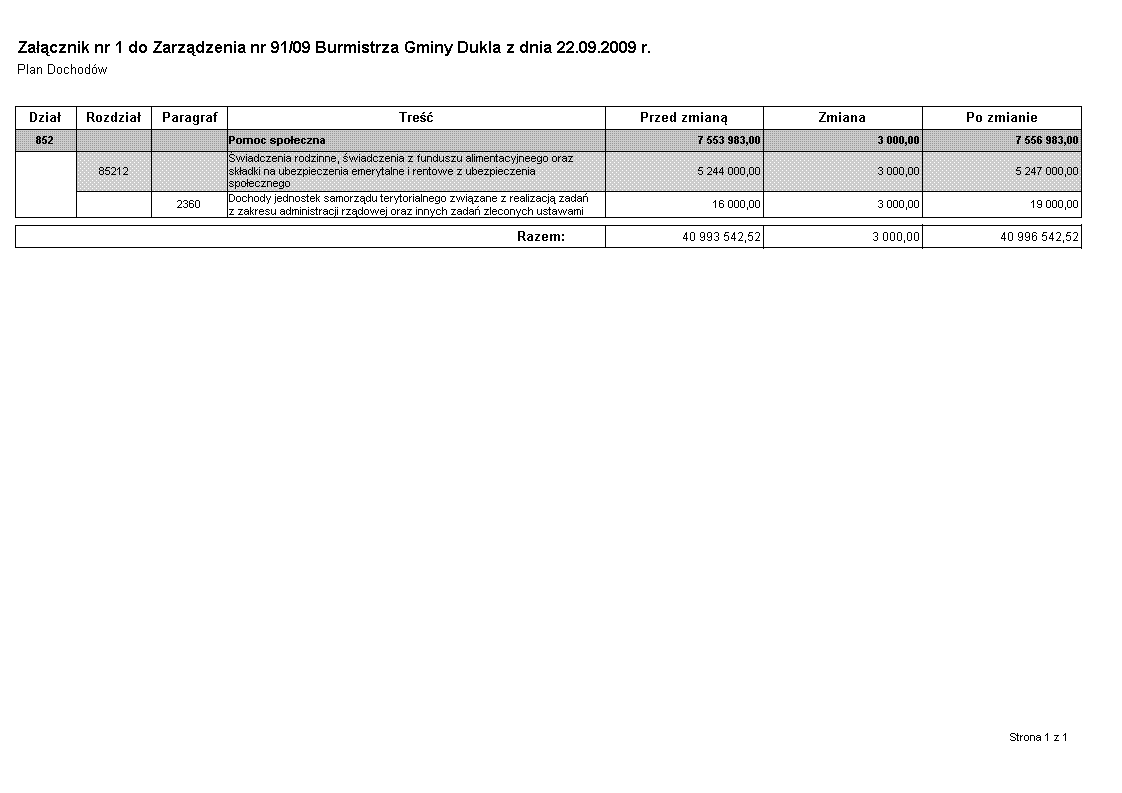 Załącznik nr 1 do Zarządzenia nr 91/09 Burmistrza Gminy Dukla z dnia 22.09.2009 r.
Plan Dochodów
Dział Rozdział Paragraf Treść Przed zmianą Zmiana Po zmianie
852 Pomoc społeczna 7 553 983,00 3 000,00 7 556 983,00
Świadczenia rodzinne, świadczenia z funduszu alimentacyjneego oraz
85212 składki na ubezpieczenia emerytalne i rentowe z ubezpieczenia 5 244 000,00 3 000,00 5 247 000,00
społecznego
2360 Dochody jednostek samorządu terytorialnego związane z realizacją zadań 16 000,00 3 000,00 19 000,00
z zakresu administracji rządowej oraz innych zadań zleconych ustawami
Razem: 40 993 542,52 3 000,00 40 996 542,52
Strona 1 z 1